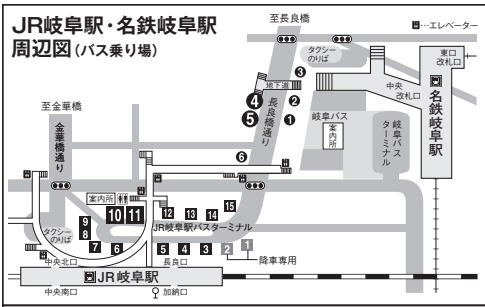 JR岐阜駅・名鉄岐阜駅
周辺図(バス乗り場)
至長良橋
…エレベーター
タクシー
のりば
東口
改札口
中央
改札口
名鉄岐阜駅
地下道
3
4
2
5
1
長良橋通り
岐阜バス
案内所
岐阜バス
ターミナル
至金華橋
金華橋通り
6
案内所
10
11
12
13
14
15
9
8
JR岐阜駅バスターミナル
タクシー
のりば
7
6
5
4
3
2
1
降車専用
中央北口
長良口
JR岐阜駅
中央南口
加納口